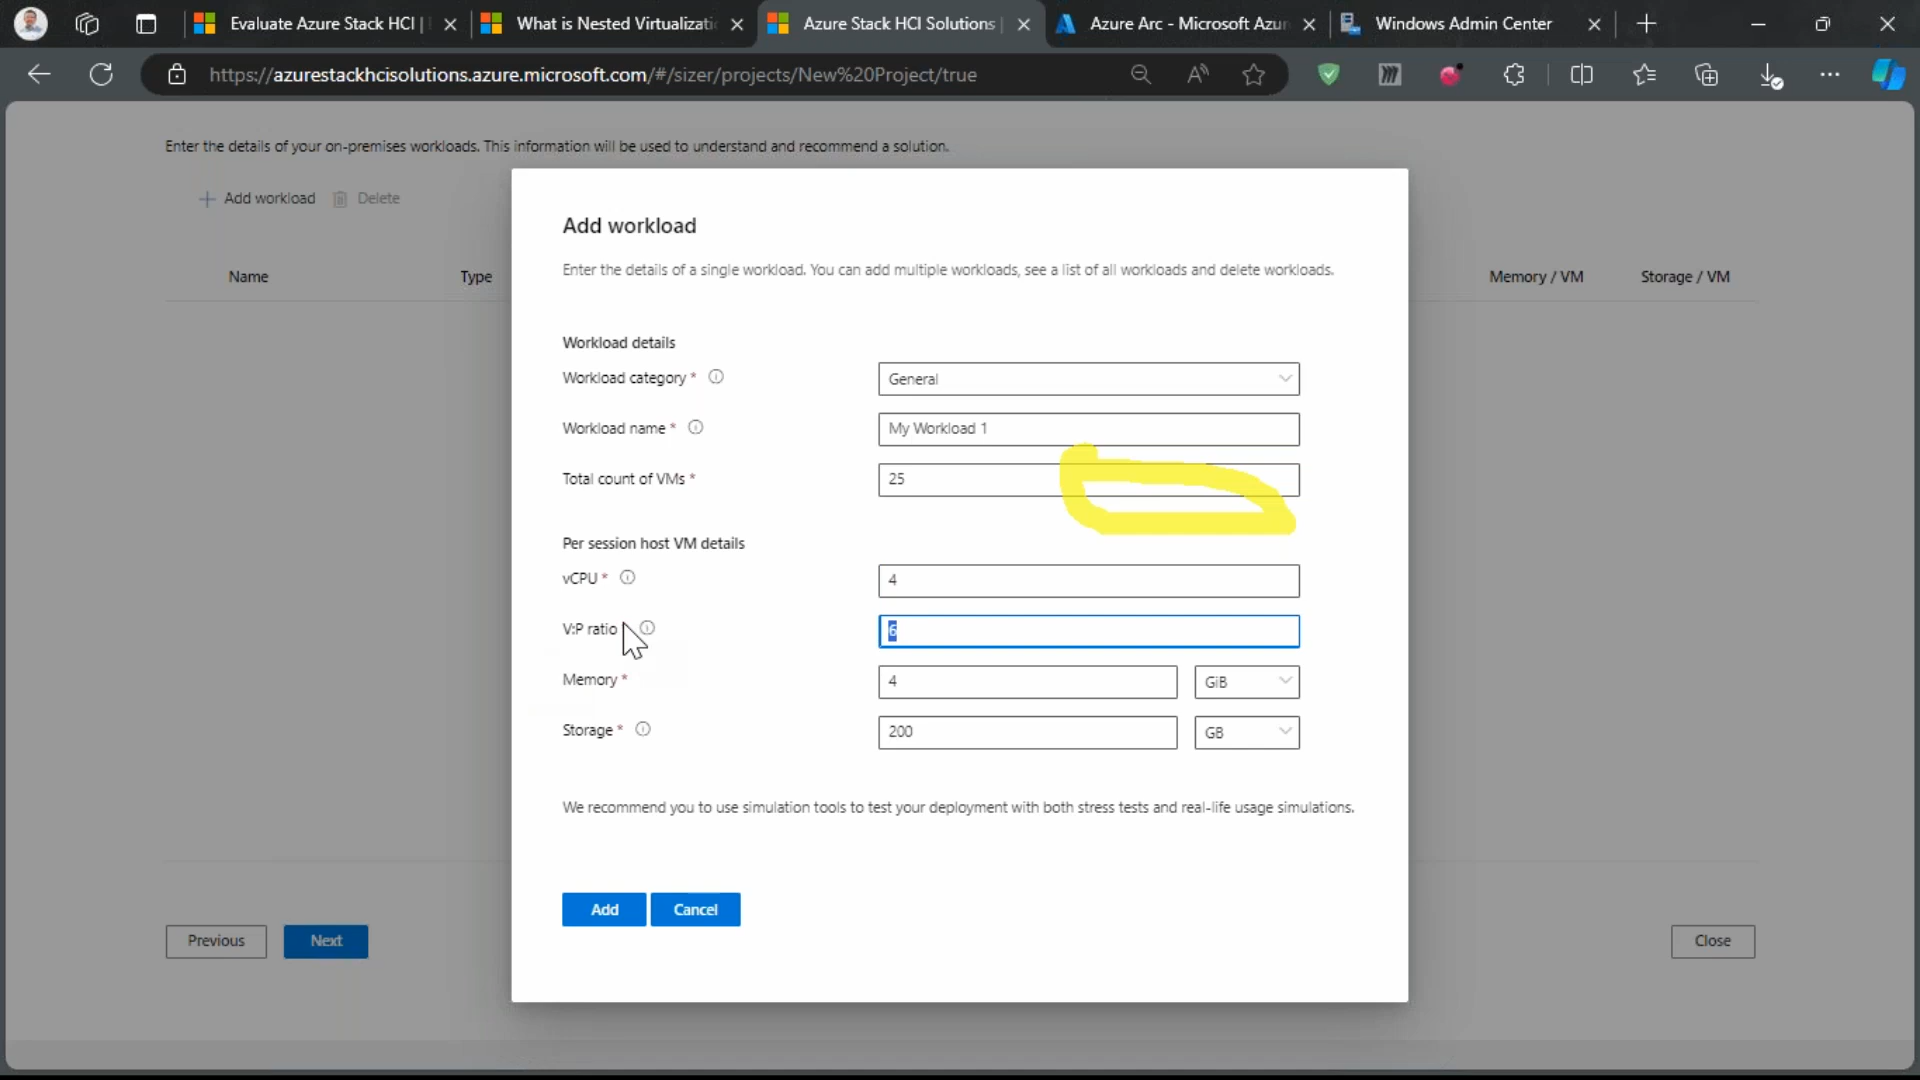 Evaluate Azure Stack HCI |
What is Nested Virtualizati
Azure Stack HCI Solutions |
Azure Arc - Microsoft Azur
Windows Admin Center
https://azurestackhcisolutions.azure.microsoft.com/#/sizer/projects/New%20Project/true
Enter the details of your on-premises workloads. This information will be used to understand and recommend a solution.
Add workload Delete
Name Type Memory / VM Storage / VM
Add workload
Enter the details of a single workload. You can add multiple workloads, see a list of all workloads and delete workloads.
Workload details
Workload category * General
Workload name * My Workload 1
Total count of VMs * 25
Per session host VM details
vCPU * 4
V:P ratio 6
Memory * 4 GiB
Storage * 200 GB
We recommend you to use simulation tools to test your deployment with both stress tests and real-life usage simulations.
Add Cancel
Previous Next Close